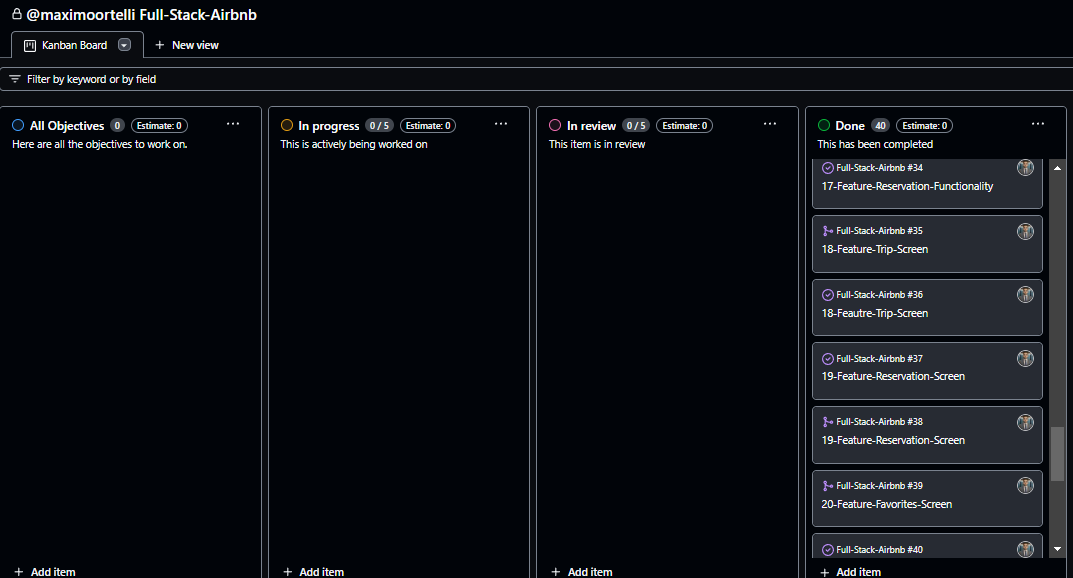 @maximoortelli Full-Stack-Airbnb
Kanban Board
New view
Filter by keyword or by field
All Objectives 0 Estimate: 0
Here are all the objectives to work on.
Add item
In progress 0 / 5 Estimate: 0
This is actively being worked on
Add item
In review 0 / 5 Estimate: 0
This item is in review
Add item
Done 40 Estimate: 0
This has been completed
Full-Stack-Airbnb #34
17-Feature-Reservation-Functionality
Full-Stack-Airbnb #35
18-Feature-Trip-Screen
Full-Stack-Airbnb #36
18-Feautre-Trip-Screen
Full-Stack-Airbnb #37
19-Feature-Reservation-Screen
Full-Stack-Airbnb #38
19-Feature-Reservation-Screen
Full-Stack-Airbnb #39
20-Feature-Favorites-Screen
Full-Stack-Airbnb #40
Add item